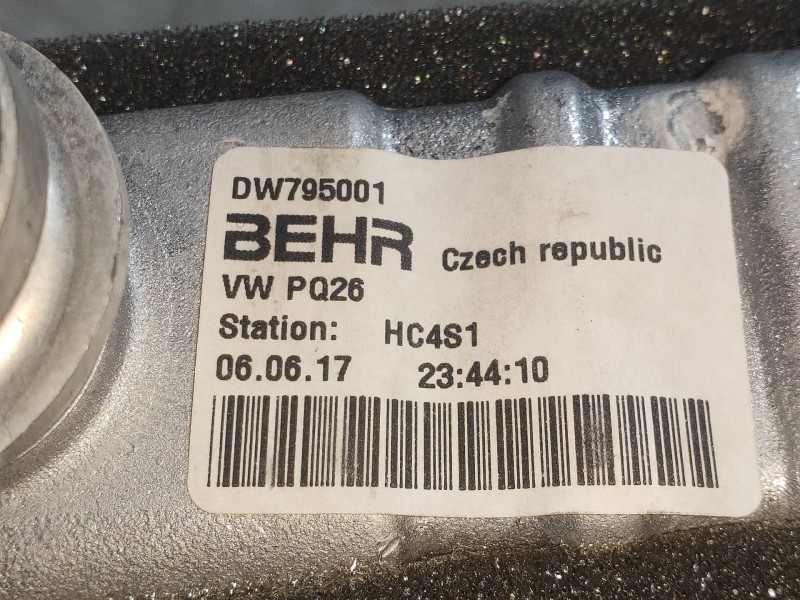 DW795001
BEHR Czech republic
VW PQ26
Station: HC4S1
06.06.17 23:44:10